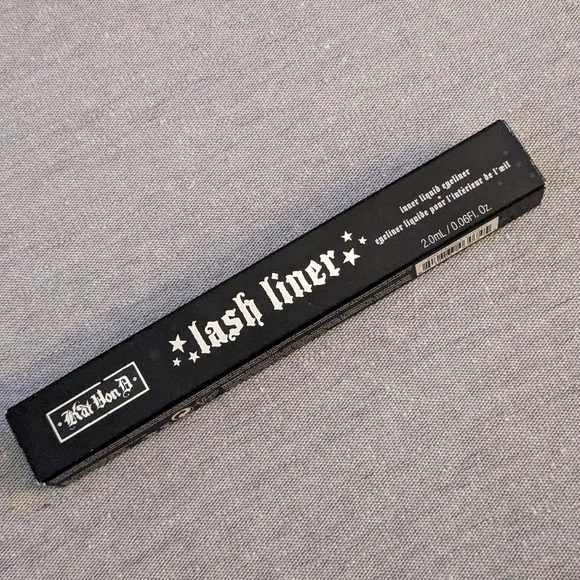 Kat Von D
lash liner
inner liquid eyeliner
eyeliner liquide pour l'intérieur de l'œil
2.0mL / 0.06Fl. Oz.